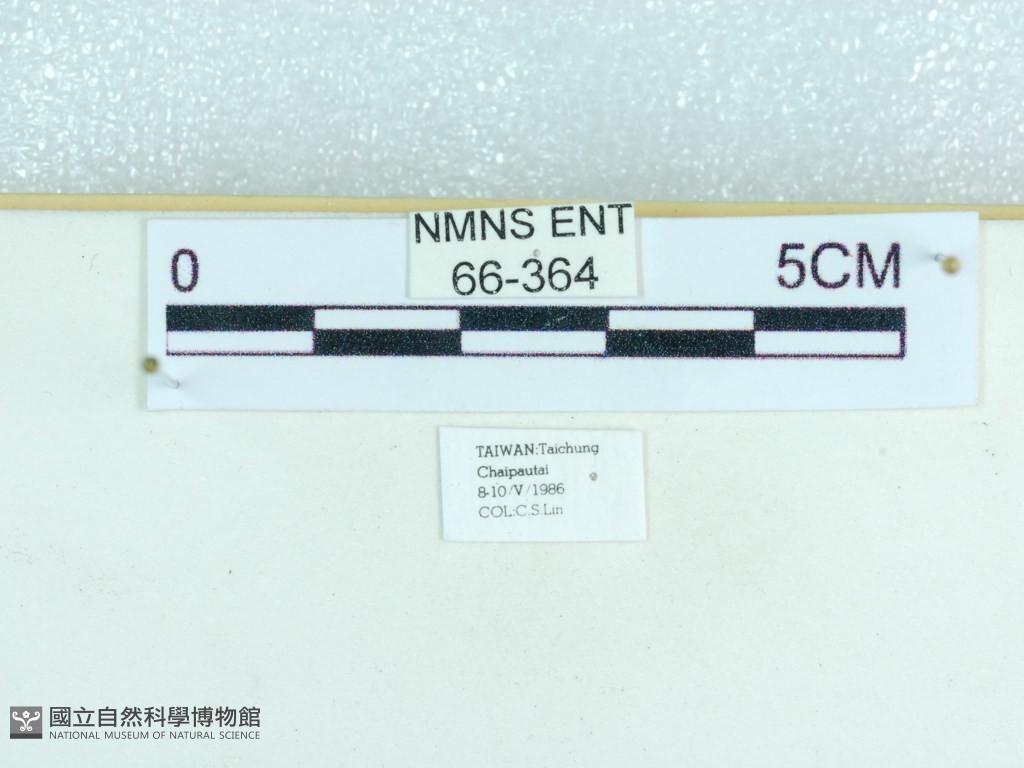 NMNS ENT
66-364
0
5CM
TAIWAN:Taichung
Chaipautai
8-10/V/1986
COL:C.S.Lin
國立自然科學博物館
NATIONAL MUSEUM OF NATURAL SCIENCE